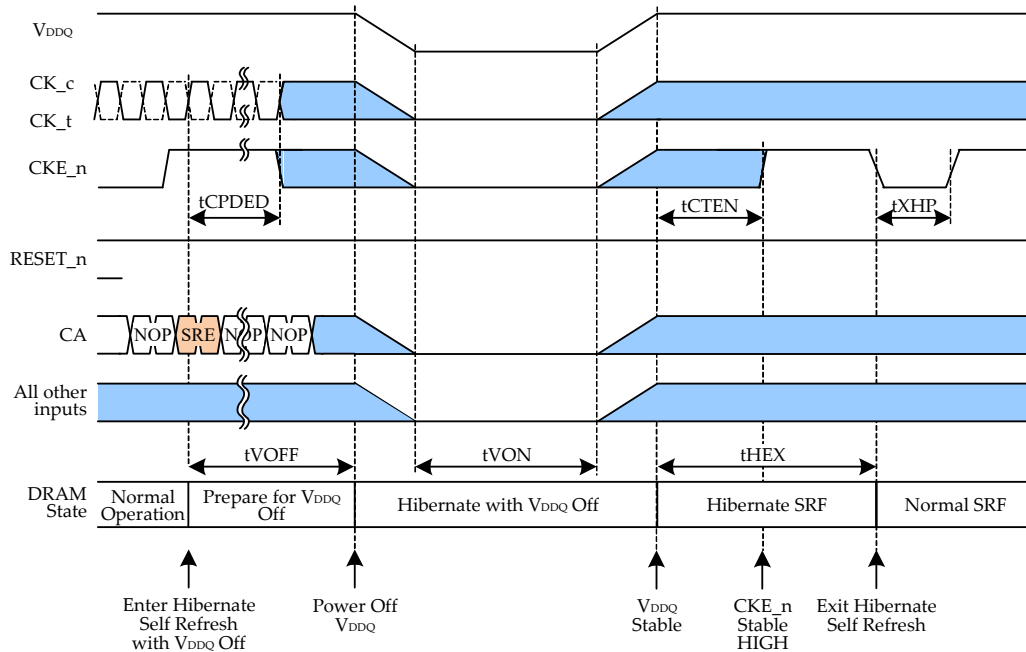 VDDQ
CK_c
CK_t
CKE_n
tCPDED
tCTEN
tXHP
RESET_n
CA
NOP SRE NOP NOP
All other
inputs
tVOFF
tVON
tHEX
DRAM
State
Normal
Operation
Prepare for VDDQ
Off
Hibernate with VDDQ Off
Hibernate SRF
Normal SRF
Enter Hibernate
Self Refresh
with VDDQ Off
Power Off
VDDQ
VDDQ
Stable
CKE_n
Stable
HIGH
Exit Hibernate
Self Refresh